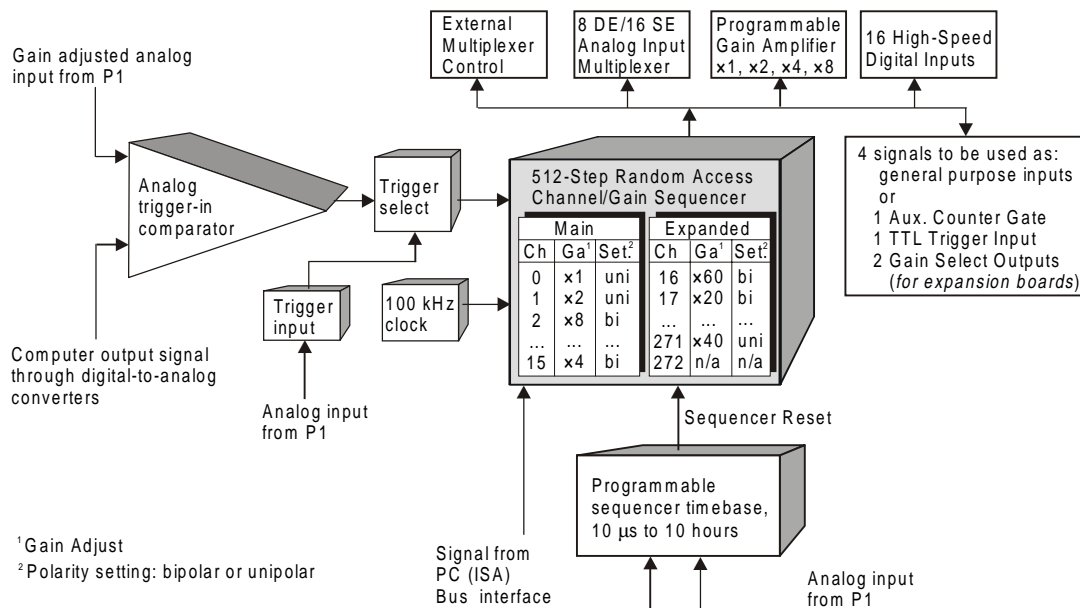 External
Multiplexer
Control
8 DE/16 SE
Analog Input
Multiplexer
Programmable
Gain Amplifier
×1, ×2, ×4, ×8
16 High-Speed
Digital Inputs
Gain adjusted analog
input from P1
Analog
trigger-in
comparator
Trigger
select
512-Step Random Access
Channel/Gain Sequencer
Main
Ch Ga¹ Set.²
0 ×1 uni
1 ×2 uni
2 ×8 bi
... ... ...
15 ×4 bi
Expanded
Ch Ga¹ Set.²
16 ×60 bi
17 ×20 bi
... ... ...
271 ×40 uni
272 n/a n/a
4 signals to be used as:
general purpose inputs
or
1 Aux. Counter Gate
1 TTL Trigger Input
2 Gain Select Outputs
(for expansion boards)
Trigger
input
100 kHz
clock
Computer output signal
through digital-to-analog
converters
Analog input
from P1
Sequencer Reset
Programmable
sequencer timebase,
10 µs to 10 hours
¹Gain Adjust
²Polarity setting: bipolar or unipolar
Signal from
PC (ISA)
Bus interface
Analog input
from P1